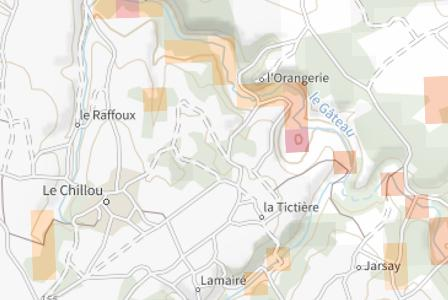 l'Orangerie
le Gâteau
le Raffoux
Le Chillou
la Tictière
Jarsay
Lamairé